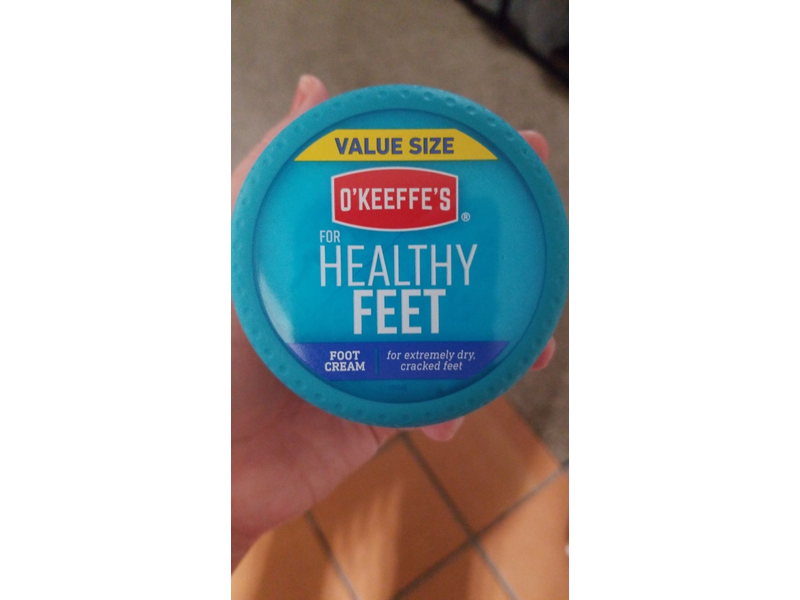 VALUE SIZE
O'KEEFFE'S®
FOR
HEALTHY
FEET
FOOT
CREAM
for extremely dry,
cracked feet